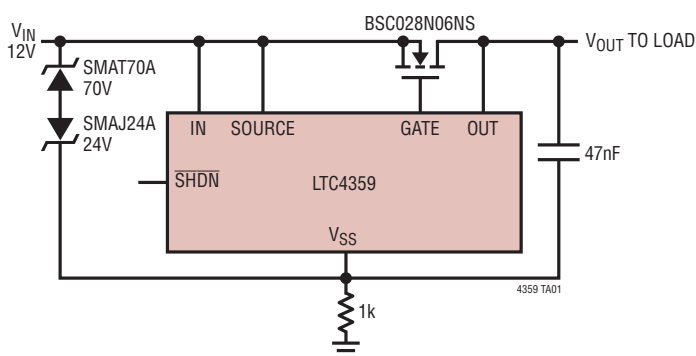 BSC028N06NS
VIN
12V
VOUT TO LOAD
SMAT70A
70V
SMAJ24A
24V
IN
SOURCE
GATE
OUT
47nF
SHDN
LTC4359
VSS
4359 TA01
1k